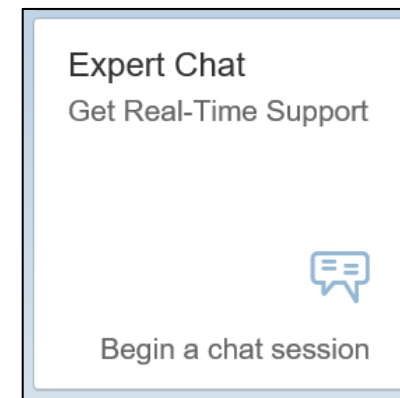 Expert Chat
Get Real-Time Support
Begin a chat session